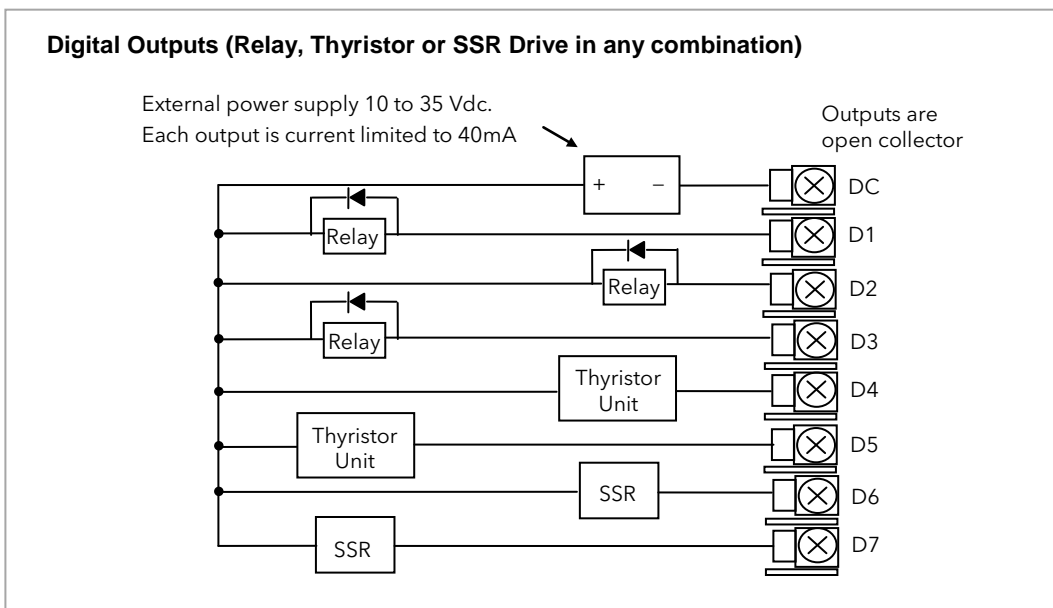 Digital Outputs (Relay, Thyristor or SSR Drive in any combination)
External power supply 10 to 35 Vdc.
Each output is current limited to 40mA
Outputs are
open collector
+ −
DC
Relay
D1
Relay
D2
Relay
D3
Thyristor
Unit
D4
Thyristor
Unit
D5
SSR
D6
SSR
D7